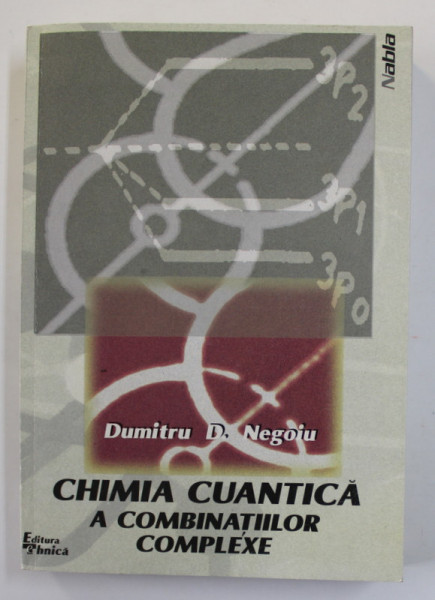 Nabla
3p2
3p1
3p0
Dumitru D. Negoiu
CHIMIA CUANTICĂ
A COMBINAȚIILOR
COMPLEXE
Editura
Tehnică